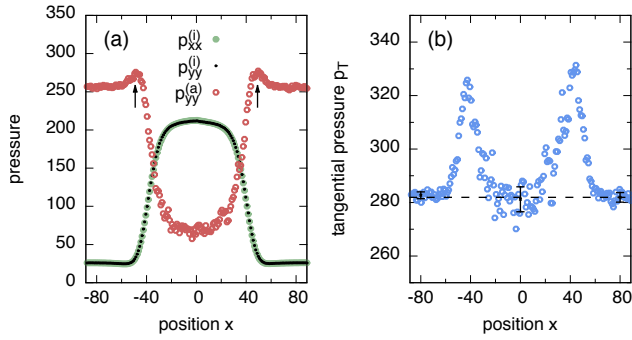 (a)
p_xx^(i)
p_yy^(i)
p_yy^(a)
350
300
250
200
150
100
50
0
pressure
-80 -40 0 40 80
position x
(b)
340
320
300
280
260
tangential pressure p_T
-80 -40 0 40 80
position x